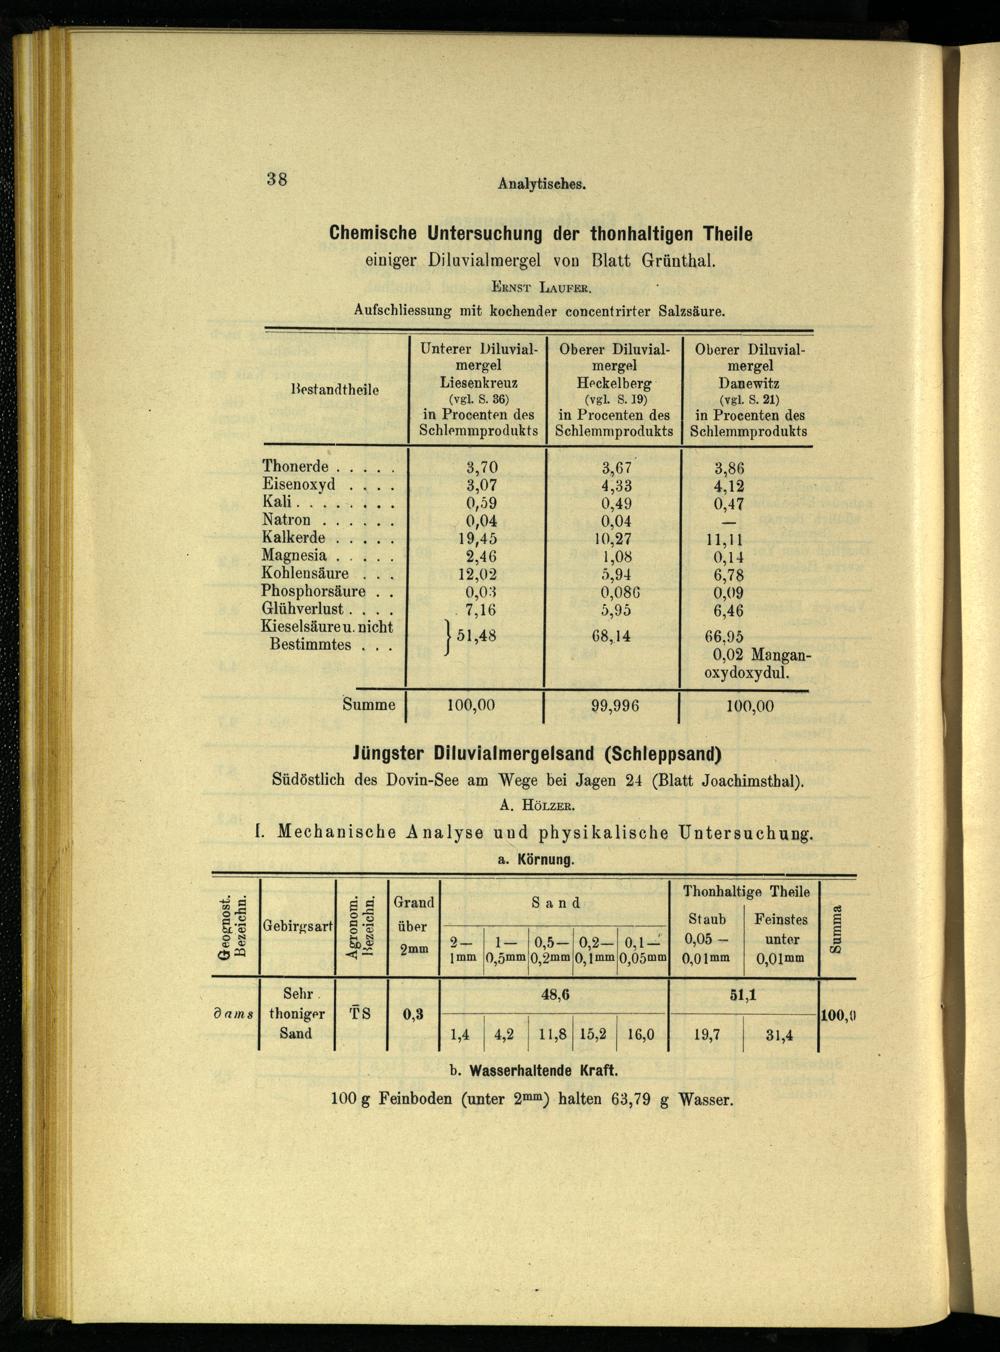 38
Analytisches.
Chemische Untersuchung der thonhaltigen Theile
einiger Diluvialmergel von Blatt Grünthal.
ERNST LAUFER.
Aufschliessung mit kochender concentrirter Salzsäure.
Bestandtheile | Unterer Diluvial-mergel Liesenkreuz (vgl. S. 36) in Procenten des Schlemmprodukts | Oberer Diluvial-mergel Heckelberg (vgl. S. 19) in Procenten des Schlemmprodukts | Oberer Diluvial-mergel Danewitz (vgl. S. 21) in Procenten des Schlemmprodukts
Thonerde . . . . . 3,70 3,67 3,86
Eisenoxyd . . . . 3,07 4,33 4,12
Kali . . . . . . . . 0,59 0,49 0,47
Natron . . . . . . 0,04 0,04 —
Kalkerde . . . . . 19,45 10,27 11,11
Magnesia . . . . . 2,46 1,08 0,14
Kohlensäure . . . 12,02 5,94 6,78
Phosphorsäure . . 0,03 0,086 0,09
Glühverlust . . . . 7,16 5,95 6,46
Kieselsäure u. nicht
Bestimmtes . . . } 51,48 68,14 66,95
0,02 Mangan-
oxydoxydul.
Summe 100,00 99,996 100,00
Jüngster Diluvialmergelsand (Schleppsand)
Südöstlich des Dovin-See am Wege bei Jagen 24 (Blatt Joachimsthal).
A. HÖLZER.
I. Mechanische Analyse und physikalische Untersuchung.
a. Körnung.
Geognost. Bezeichn. | Gebirgsart | Agronom. Bezeichn. | Grand über 2mm | Sand | Thonhaltige Theile | Summa
2— 1mm | 1— 0,5mm | 0,5— 0,2mm | 0,2— 0,1mm | 0,1— 0,05mm | Staub 0,05 — 0,01mm | Feinstes unter 0,01mm
∂ams | Sehr thoniger Sand | T̄S | 0,3 | 48,6 | 51,1 | 100,0
1,4 4,2 11,8 15,2 16,0 19,7 31,4
b. Wasserhaltende Kraft.
100 g Feinboden (unter 2mm) halten 63,79 g Wasser.